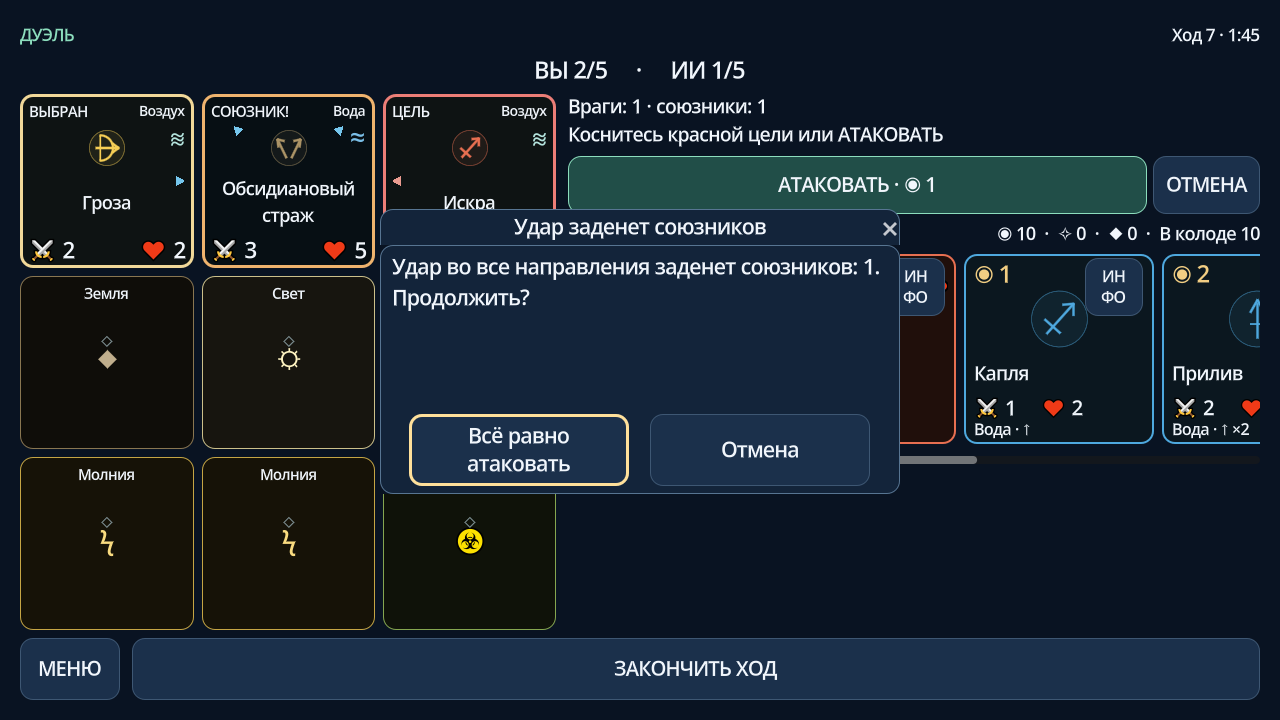 ДУЭЛЬ
Ход 7 · 1:45
ВЫ 2/5 · ИИ 1/5
ВЫБРАН Воздух
Гроза
2 2
СОЮЗНИК! Вода
Обсидиановый
страж
3 5
ЦЕЛЬ Воздух
Искра
Враги: 1 · союзники: 1
Коснитесь красной цели или АТАКОВАТЬ
АТАКОВАТЬ · ◉ 1
ОТМЕНА
◉ 10 · ✧ 0 · ◆ 0 · В колоде 10
Удар заденет союзников ×
Удар во все направления заденет союзников: 1.
Продолжить?
Всё равно
атаковать
Отмена
ИН
ФО
◉ 1
ИН
ФО
Капля
1 2
Вода · ↑
◉ 2
Прилив
2
Вода · ↑ ×2
Земля
Свет
Молния
Молния
МЕНЮ
ЗАКОНЧИТЬ ХОД